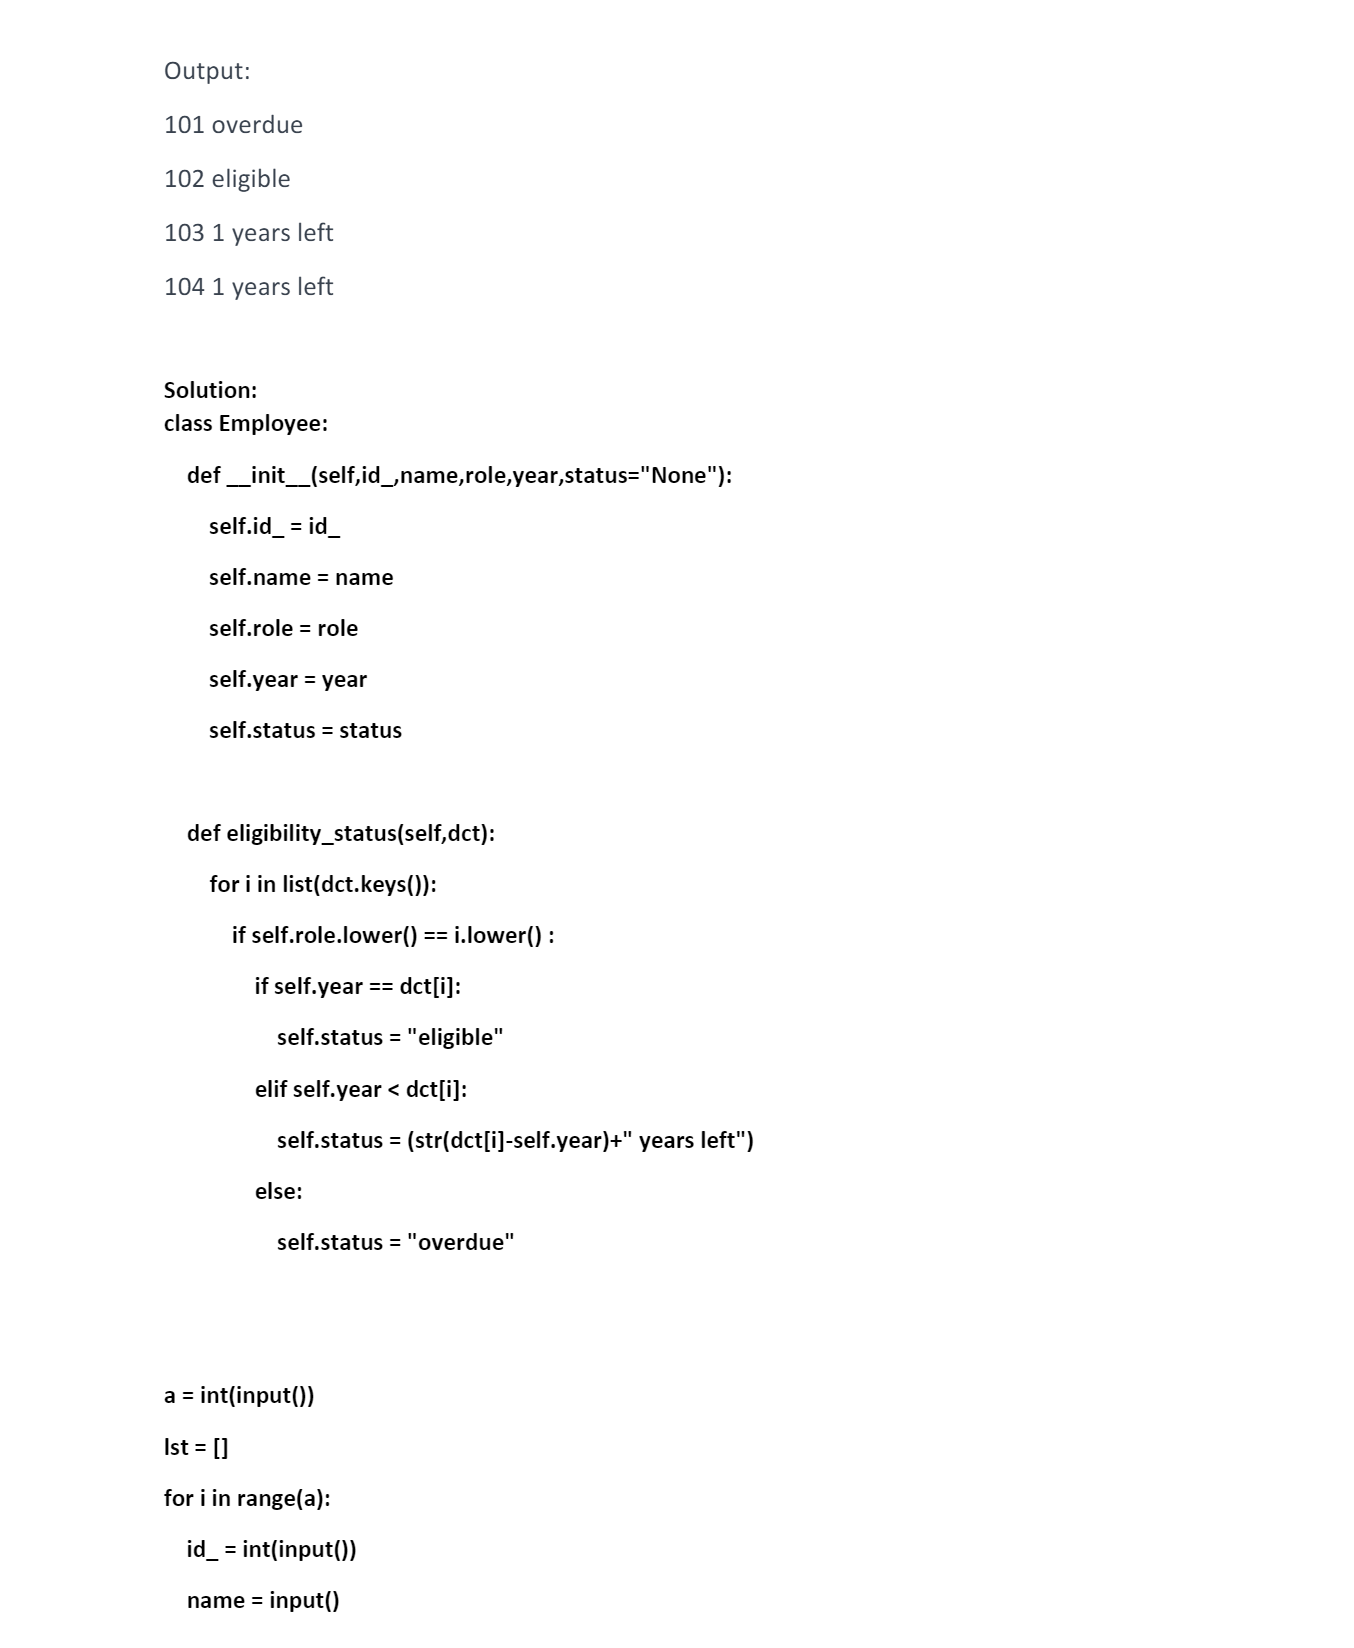 Output:
101 overdue
102 eligible
103 1 years left
104 1 years left
Solution:
class Employee:
def __init__(self,id_,name,role,year,status="None"):
self.id_ = id_
self.name = name
self.role = role
self.year = year
self.status = status
def eligibility_status(self,dct):
for i in list(dct.keys()):
if self.role.lower() == i.lower() :
if self.year == dct[i]:
self.status = "eligible"
elif self.year < dct[i]:
self.status = (str(dct[i]-self.year)+" years left")
else:
self.status = "overdue"
a = int(input())
lst = []
for i in range(a):
id_ = int(input())
name = input()